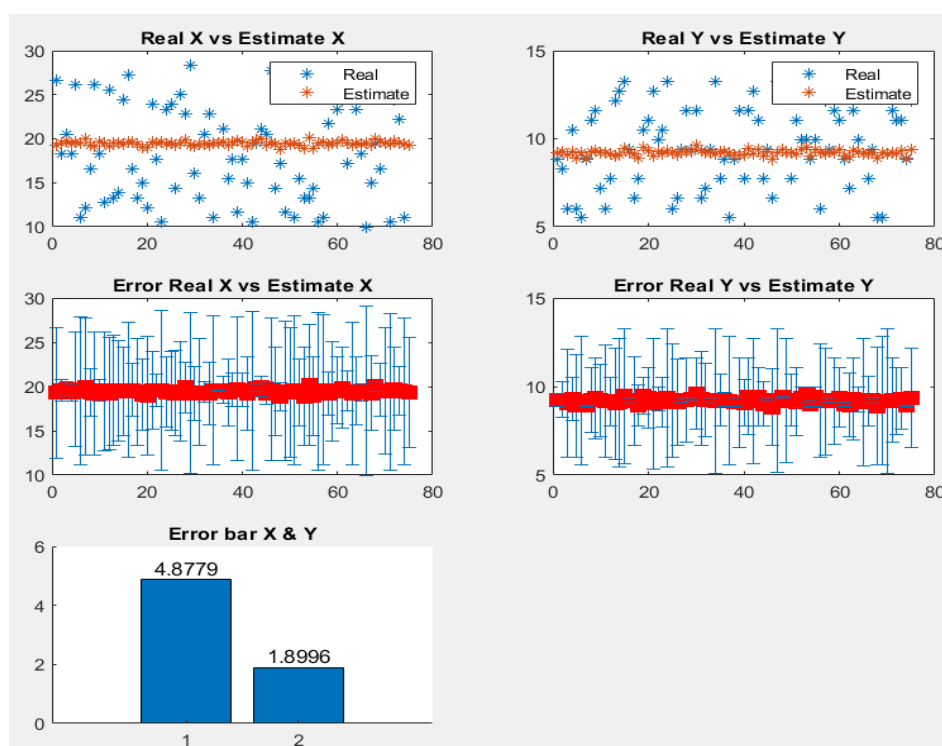 Real X vs Estimate X
30
25
20
15
10
0 20 40 60 80
Real
Estimate
Real Y vs Estimate Y
15
10
5
0 20 40 60 80
Real
Estimate
Error Real X vs Estimate X
30
25
20
15
10
0 20 40 60 80
Error Real Y vs Estimate Y
15
10
5
0 20 40 60 80
Error bar X & Y
6
4
2
0
4.8779
1.8996
1 2